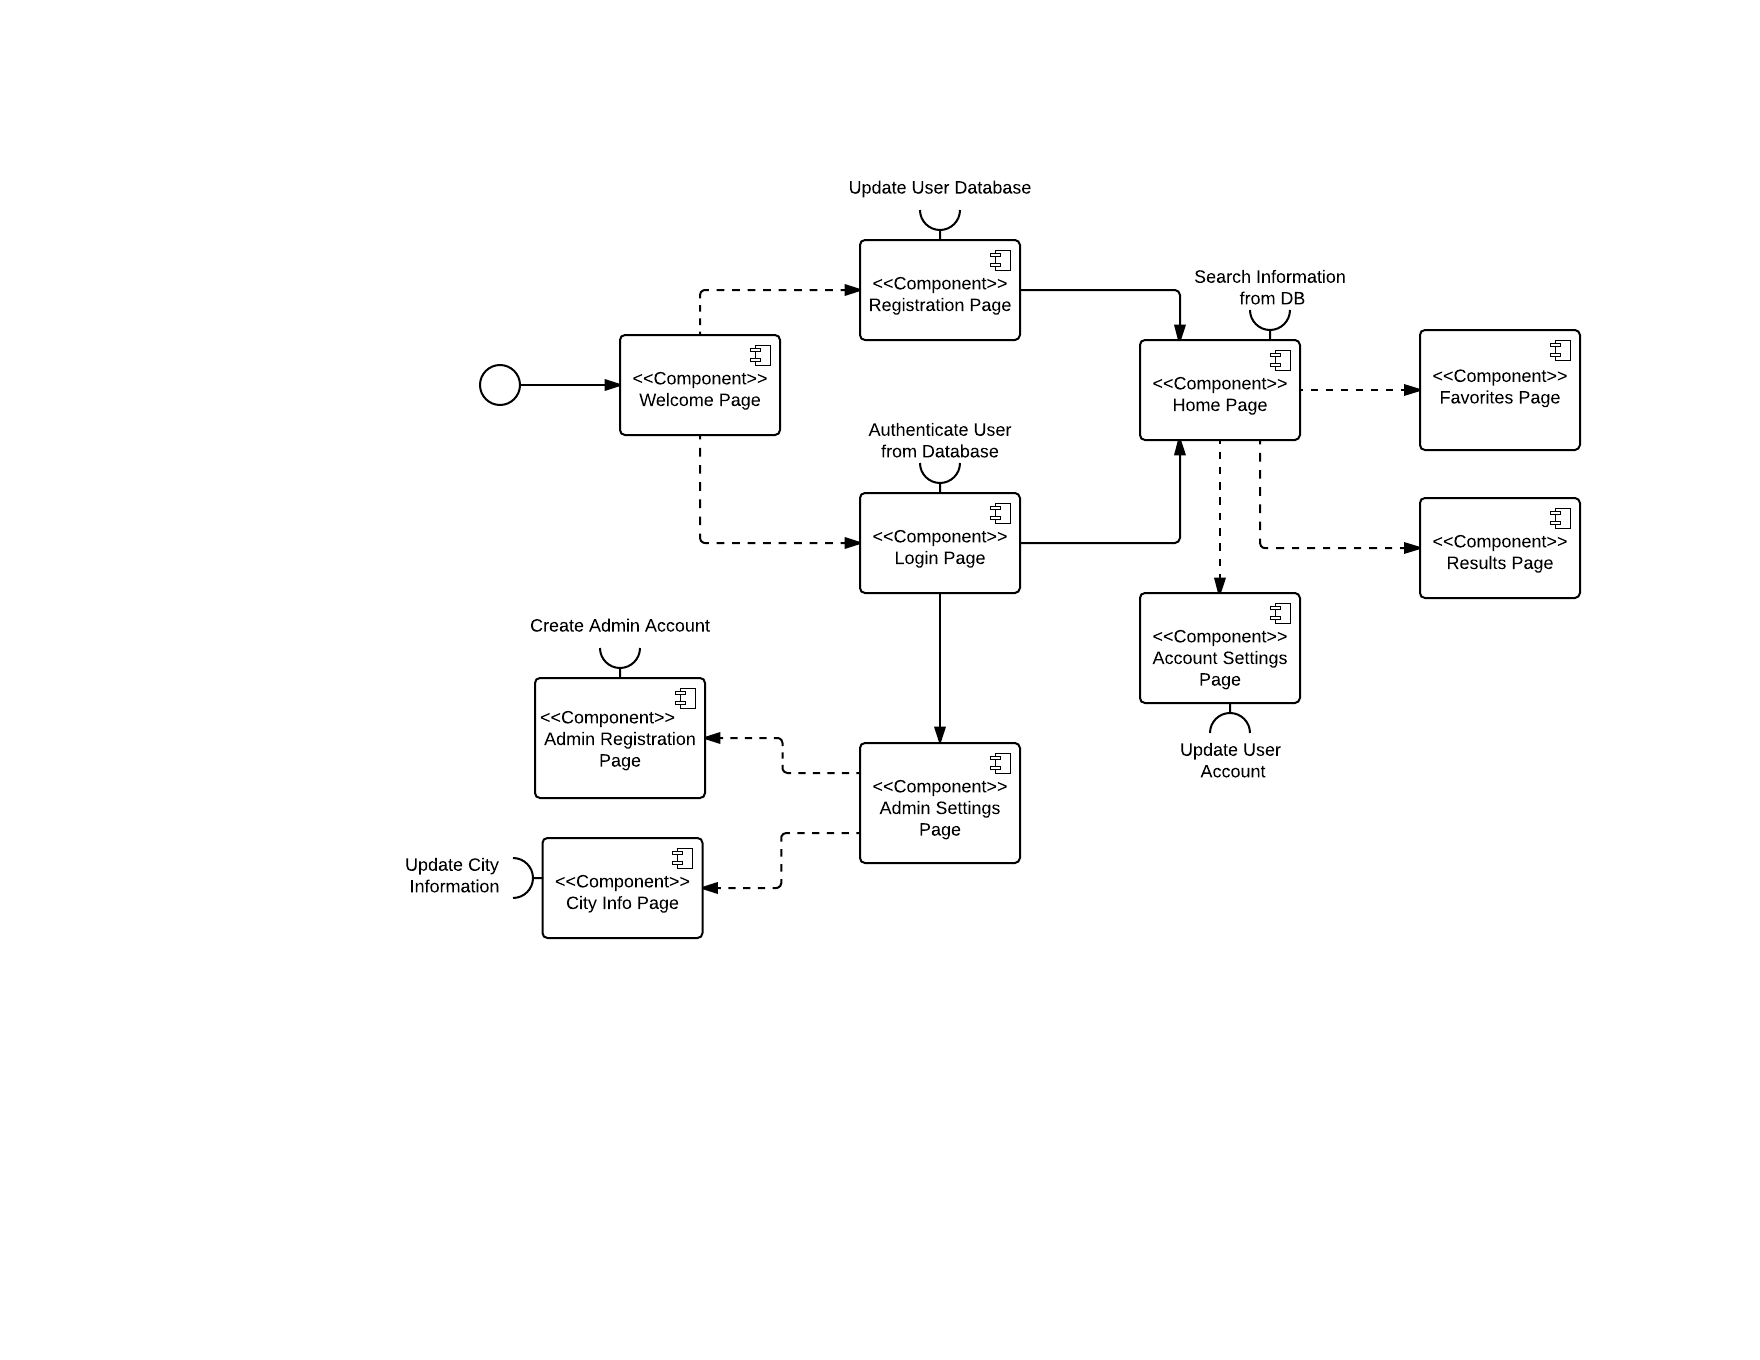 Update User Database
<<Component>>
Registration Page
Search Information
from DB
<<Component>>
Welcome Page
<<Component>>
Home Page
<<Component>>
Favorites Page
Authenticate User
from Database
<<Component>>
Login Page
<<Component>>
Results Page
Create Admin Account
<<Component>>
Account Settings
Page
<<Component>>
Admin Registration
Page
Update User
Account
<<Component>>
Admin Settings
Page
Update City
Information
<<Component>>
City Info Page